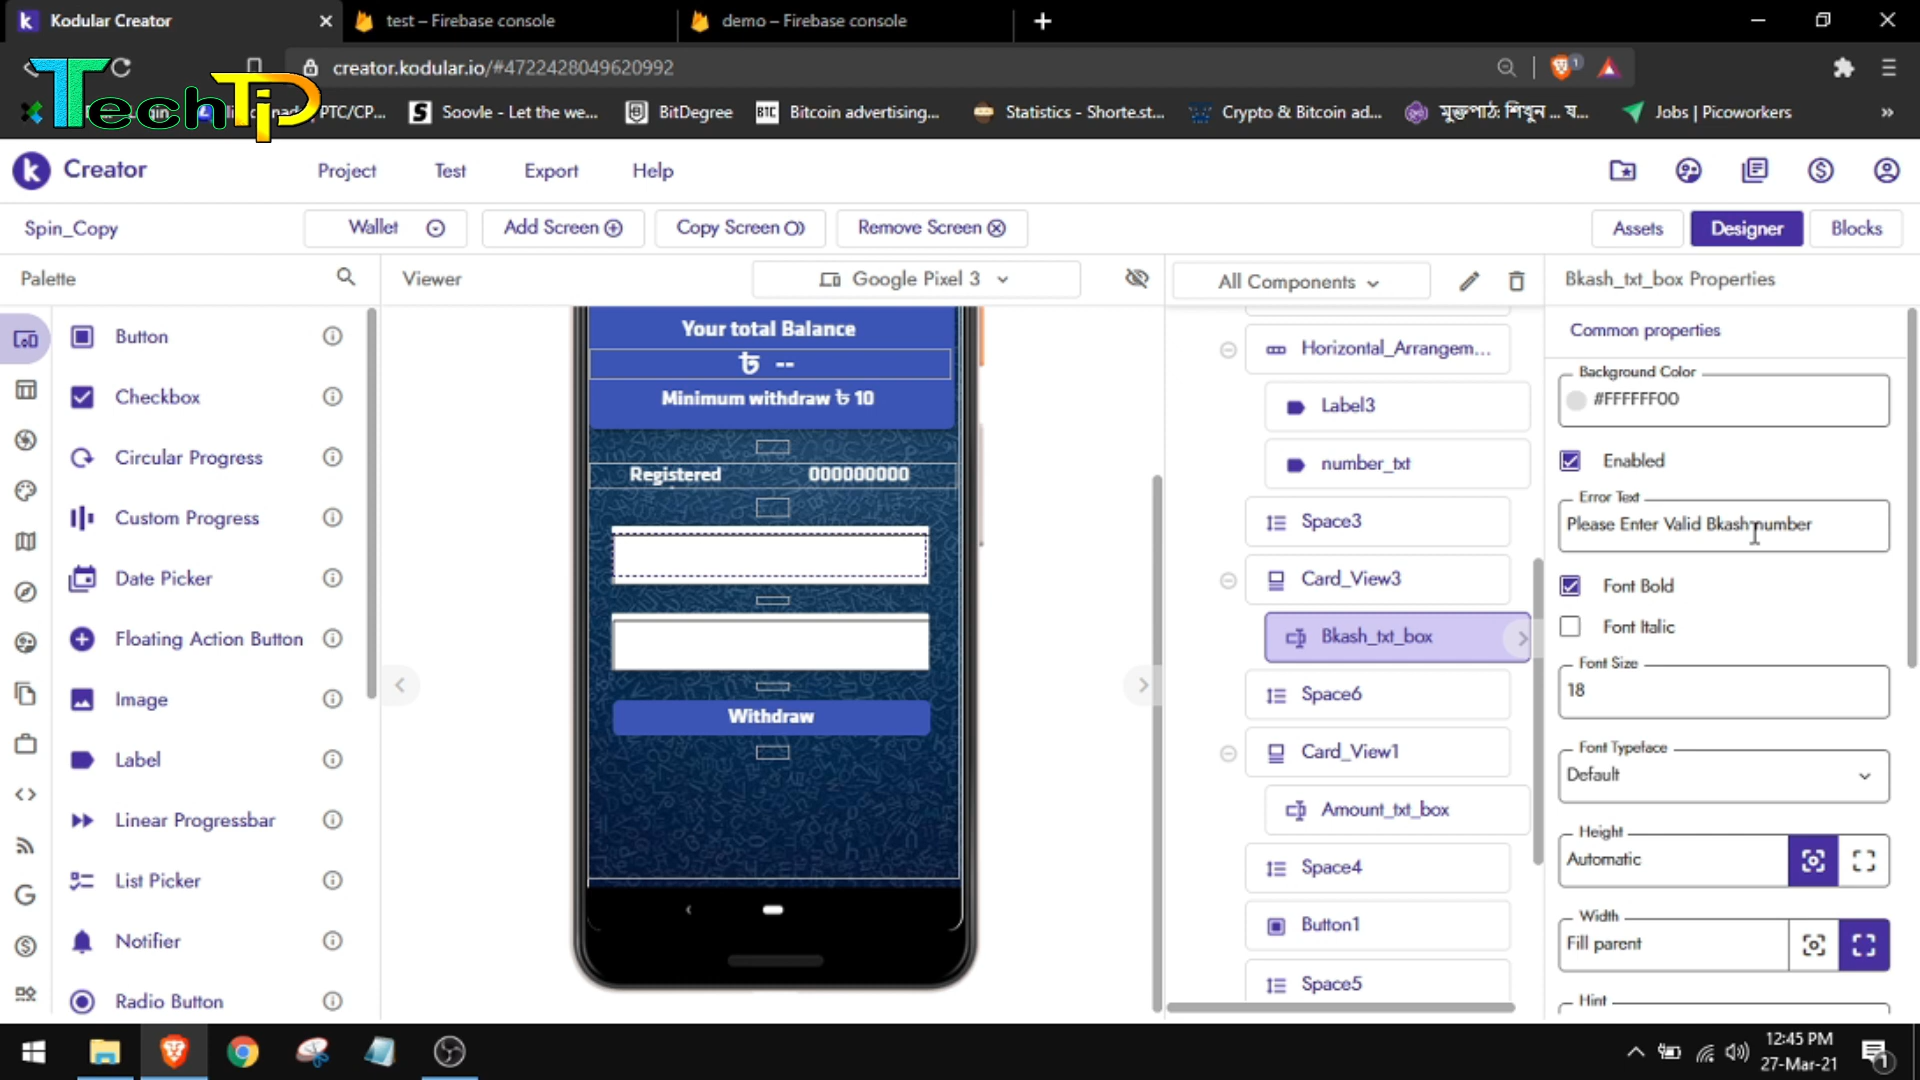 Kodular Creator
test – Firebase console
demo – Firebase console
creator.kodular.io/#4722428049620992
TechTip
PTC/CP...
Soovle - Let the we...
BitDegree
BTC Bitcoin advertising...
Statistics - Shorte.st...
Crypto & Bitcoin ad...
মুক্তপাঠ: শিখুন ... য...
Jobs | Picoworkers
Creator
Project
Test
Export
Help
Spin_Copy
Wallet
Add Screen
Copy Screen
Remove Screen
Assets
Designer
Blocks
Palette
Viewer
Google Pixel 3
All Components
Bkash_txt_box Properties
Button
Checkbox
Circular Progress
Custom Progress
Date Picker
Floating Action Button
Image
Label
Linear Progressbar
List Picker
Notifier
Radio Button
Your total Balance
৳ --
Minimum withdraw ৳ 10
Registered 000000000
Withdraw
Horizontal_Arrangem...
Label3
number_txt
Space3
Card_View3
Bkash_txt_box
Space6
Card_View1
Amount_txt_box
Space4
Button1
Space5
Common properties
Background Color
#FFFFFF00
Enabled
Error Text
Please Enter Valid Bkash number
Font Bold
Font Italic
Font Size
18
Font Typeface
Default
Height
Automatic
Width
Fill parent
Hint
12:45 PM
27-Mar-21
1